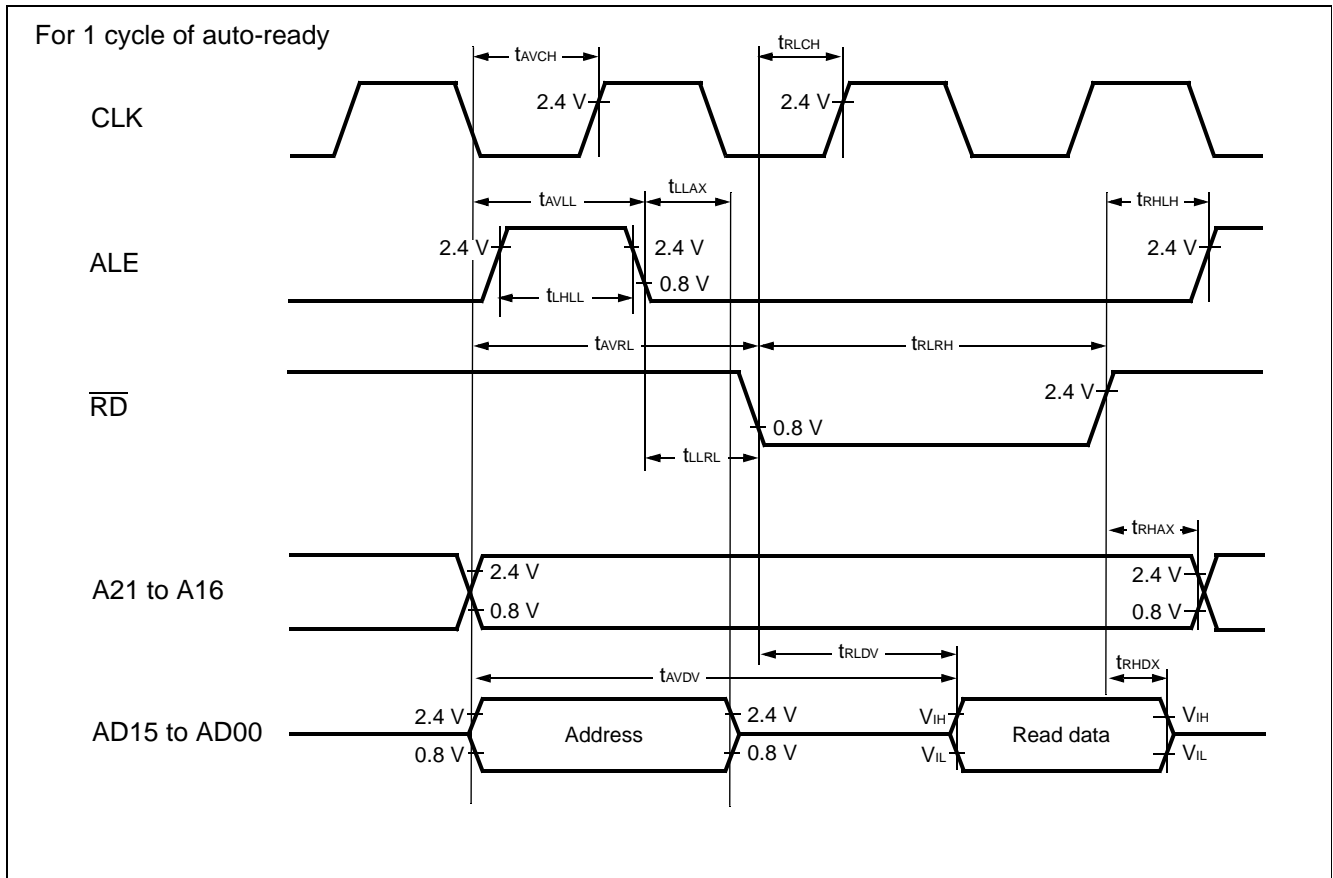 For 1 cycle of auto-ready
tAVCH
tRLCH
CLK
2.4 V
2.4 V
tAVLL
tLLAX
tRHLH
ALE
2.4 V
2.4 V
2.4 V
0.8 V
tLHLL
tAVRL
tRLRH
RD
2.4 V
0.8 V
tLLRL
tRHAX
A21 to A16
2.4 V
2.4 V
0.8 V
0.8 V
tRLDV
tAVDV
tRHDX
AD15 to AD00
2.4 V
Address
2.4 V
VIH
Read data
VIH
0.8 V
0.8 V
VIL
VIL